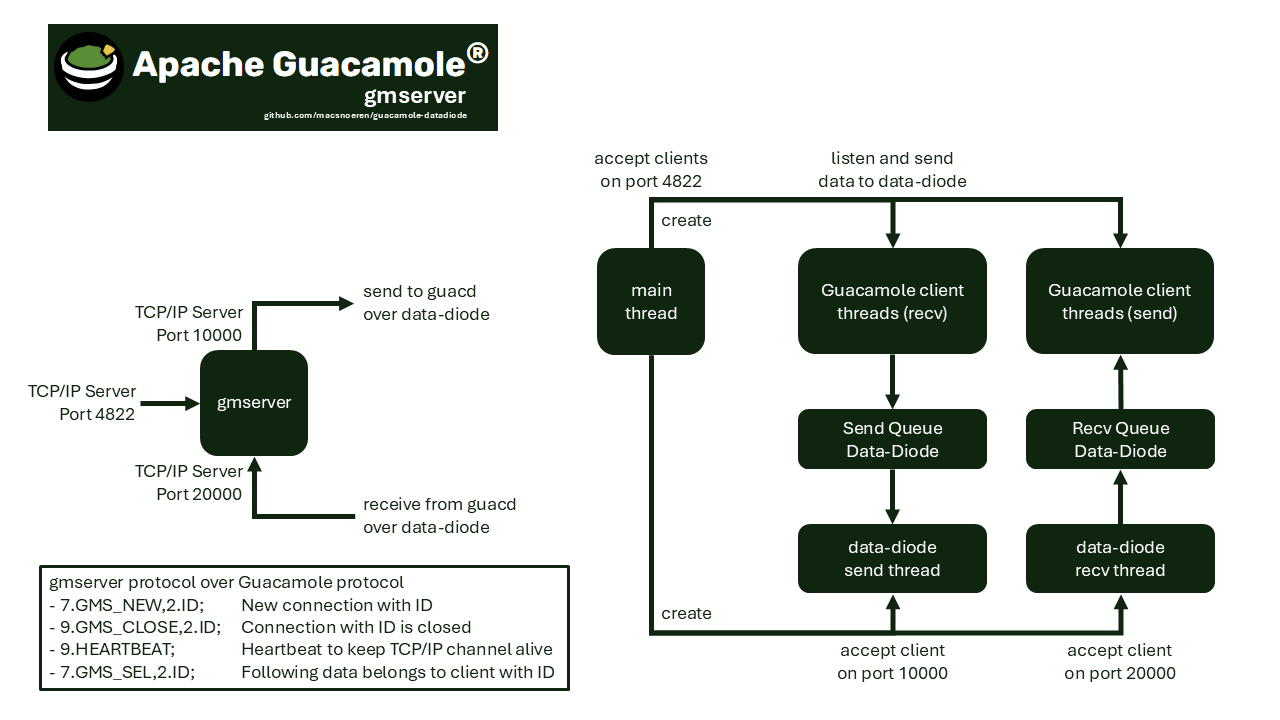 Apache Guacamole®
gmserver
github.com/macsnoeren/guacamole-datadiode
accept clients
on port 4822
listen and send
data to data-diode
create
main
thread
Guacamole client
threads (recv)
Guacamole client
threads (send)
Send Queue
Data-Diode
Recv Queue
Data-Diode
data-diode
send thread
data-diode
recv thread
create
accept client
on port 10000
accept client
on port 20000
TCP/IP Server
Port 10000
send to guacd
over data-diode
TCP/IP Server
Port 4822
gmserver
TCP/IP Server
Port 20000
receive from guacd
over data-diode
gmserver protocol over Guacamole protocol
- 7.GMS_NEW,2.ID; New connection with ID
- 9.GMS_CLOSE,2.ID; Connection with ID is closed
- 9.HEARTBEAT; Heartbeat to keep TCP/IP channel alive
- 7.GMS_SEL,2.ID; Following data belongs to client with ID